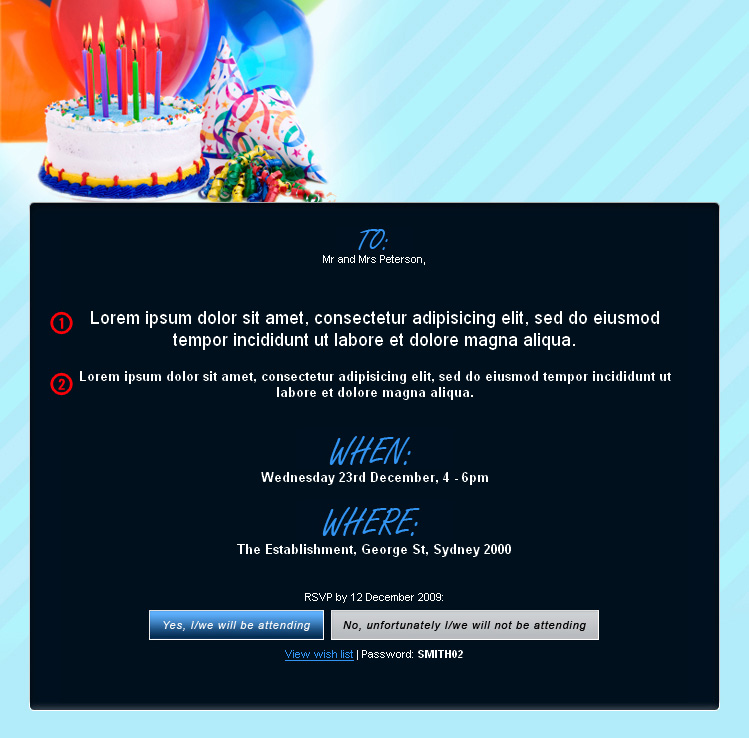 TO:
Mr and Mrs Peterson,
1 Lorem ipsum dolor sit amet, consectetur adipisicing elit, sed do eiusmod
tempor incididunt ut labore et dolore magna aliqua.
2 Lorem ipsum dolor sit amet, consectetur adipisicing elit, sed do eiusmod tempor incididunt ut
labore et dolore magna aliqua.
WHEN:
Wednesday 23rd December, 4 - 6pm
WHERE:
The Establishment, George St, Sydney 2000
RSVP by 12 December 2009:
Yes, I/we will be attending No, unfortunately I/we will not be attending
View wish list | Password: SMITH02